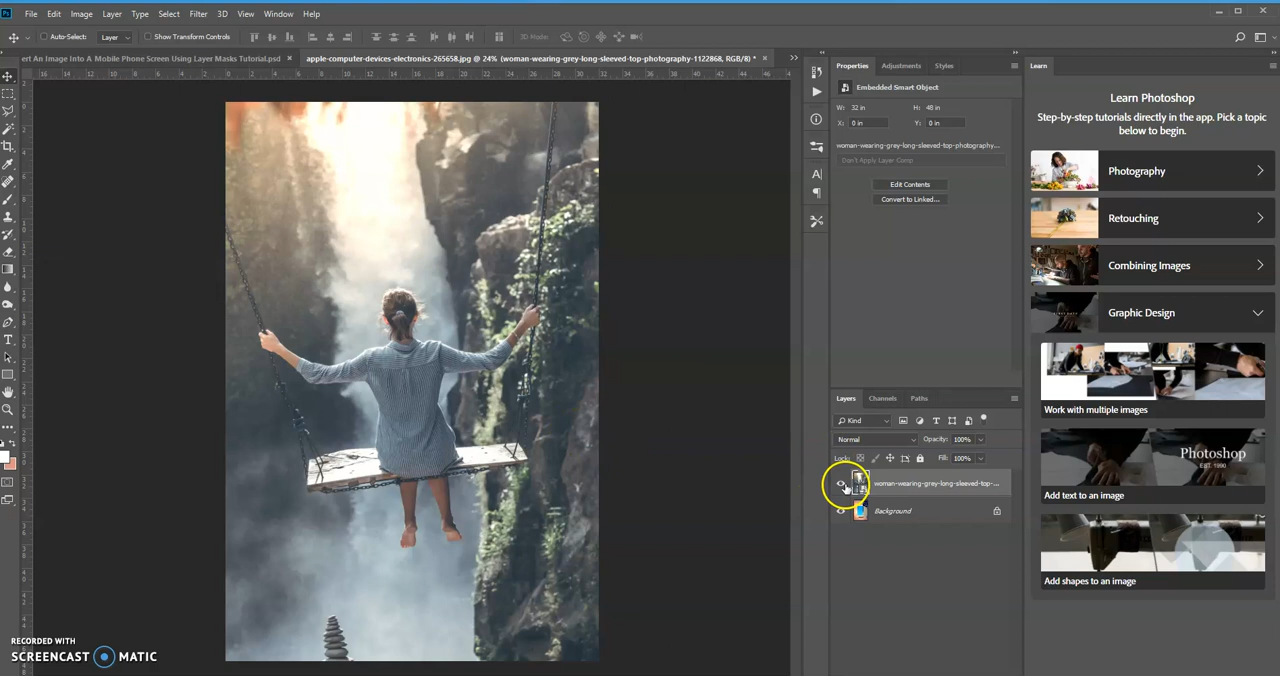 Ps File Edit Image Layer Type Select Filter 3D View Window Help
Auto-Select: Layer Show Transform Controls 3D Mode:
ert An Image Into A Mobile Phone Screen Using Layer Masks Tutorial.psd × apple-computer-devices-electronics-265658.jpg @ 24% (woman-wearing-grey-long-sleeved-top-photography-1122868, RGB/8) * ×
Properties Adjustments Styles
Embedded Smart Object
W: 32 in H: 48 in
X: 0 in Y: 0 in
woman-wearing-grey-long-sleeved-top-photography...
Don't Apply Layer Comp
Edit Contents
Convert to Linked...
Layers Channels Paths
Kind
Normal Opacity: 100%
Lock: Fill: 100%
woman-wearing-grey-long-sleeved-top-...
Background
Learn
Learn Photoshop
Step-by-step tutorials directly in the app. Pick a topic
below to begin.
Photography
Retouching
Combining Images
Graphic Design
Work with multiple images
Photoshop
EST. 1990
Add text to an image
Add shapes to an image
RECORDED WITH
SCREENCAST MATIC